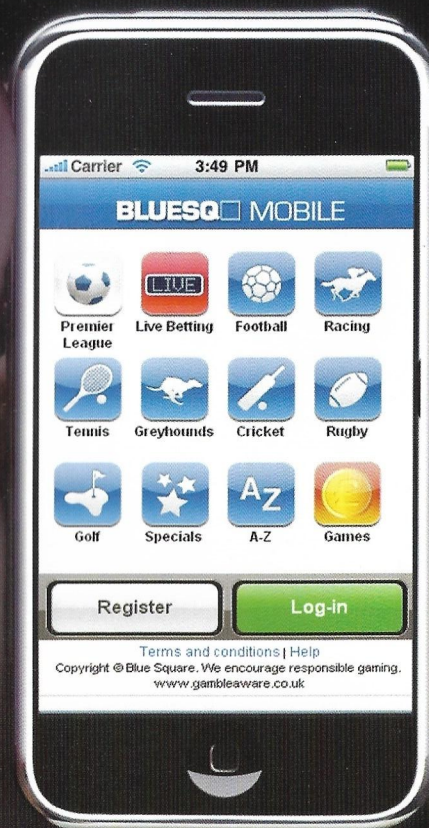 Carrier 3:49 PM
BLUESQ MOBILE
LIVE
Premier
League
Live Betting
Football
Racing
Tennis
Greyhounds
Cricket
Rugby
AZ
Golf
Specials
A-Z
Games
Register
Log-in
Terms and conditions | Help
Copyright © Blue Square. We encourage responsible gaming.
www.gambleaware.co.uk